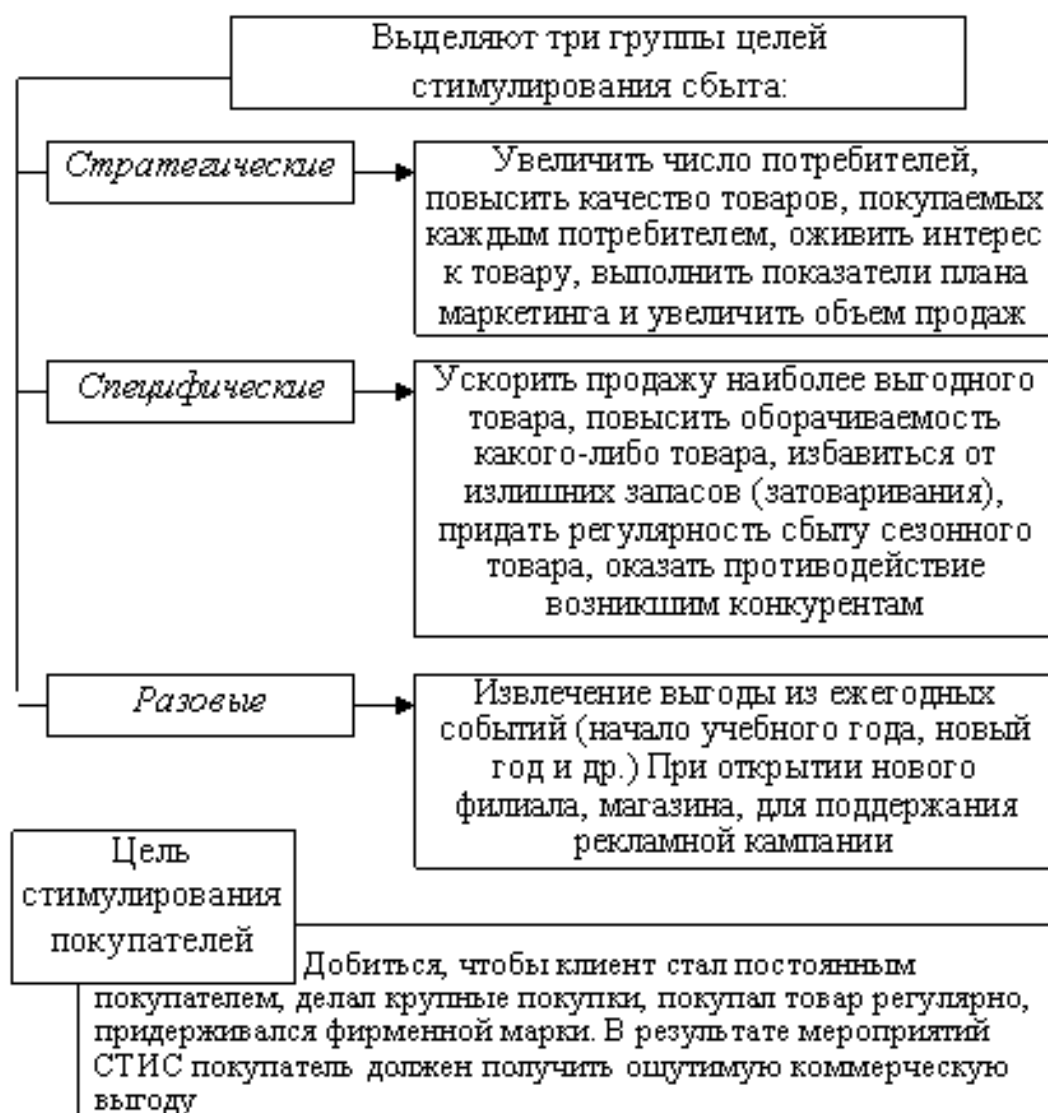 Выделяют три группы целей
стимулирования сбыта:
Стратегические
Увеличить число потребителей,
повысить качество товаров, покупаемых
каждым потребителем, оживить интерес
к товару, выполнить показатели плана
маркетинга и увеличить объем продаж
Специфические
Ускорить продажу наиболее выгодного
товара, повысить оборачиваемость
какого-либо товара, избавиться от
излишних запасов (затоваривания),
придать регулярность сбыту сезонного
товара, оказать противодействие
возникшим конкурентам
Разовые
Извлечение выгоды из ежегодных
событий (начало учебного года, новый
год и др.) При открытии нового
филиала, магазина, для поддержания
рекламной кампании
Цель
стимулирования
покупателей
Добиться, чтобы клиент стал постоянным
покупателем, делал крупные покупки, покупал товар регулярно,
придерживался фирменной марки. В результате мероприятий
СТИС покупатель должен получить ощутимую коммерческую
выгоду